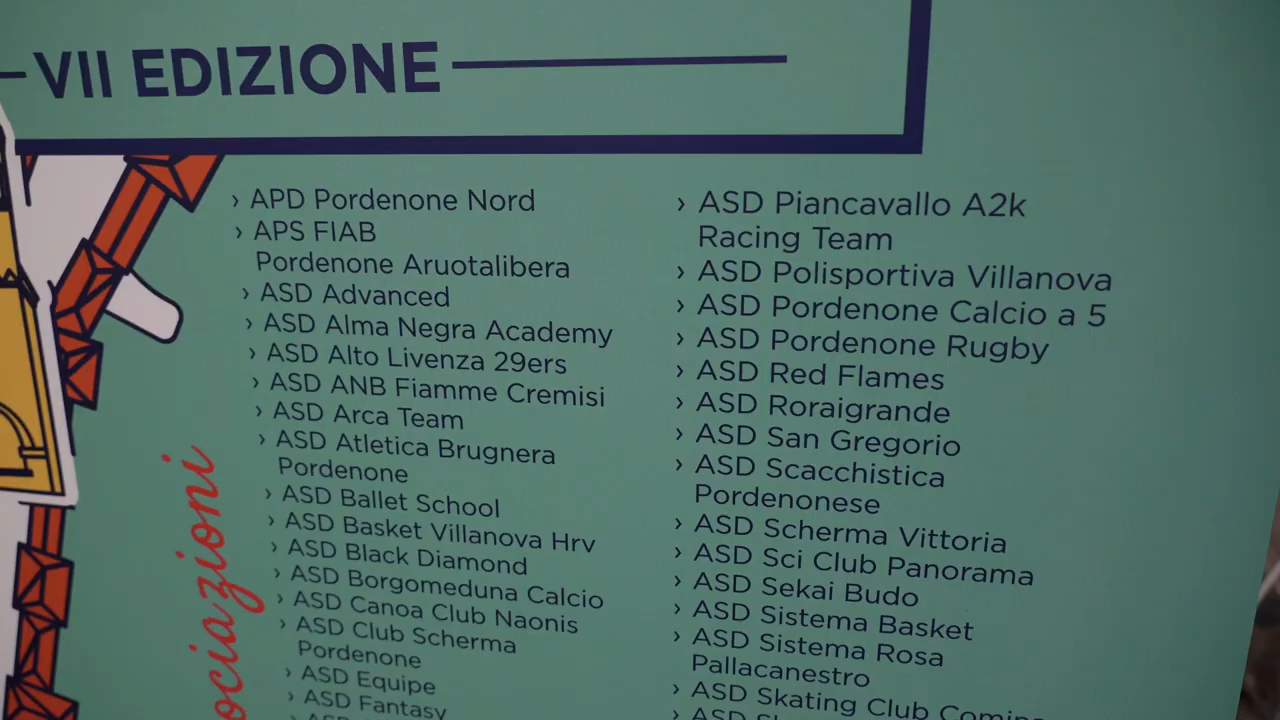 VII EDIZIONE
› APD Pordenone Nord
› APS FIAB
Pordenone Aruotalibera
› ASD Advanced
› ASD Alma Negra Academy
› ASD Alto Livenza 29ers
› ASD ANB Fiamme Cremisi
› ASD Arca Team
› ASD Atletica Brugnera
Pordenone
› ASD Ballet School
› ASD Basket Villanova Hrv
› ASD Black Diamond
› ASD Borgomeduna Calcio
› ASD Canoa Club Naonis
› ASD Club Scherma
Pordenone
› ASD Equipe
› ASD Fantasy
› ASD Piancavallo A2k
Racing Team
› ASD Polisportiva Villanova
› ASD Pordenone Calcio a 5
› ASD Pordenone Rugby
› ASD Red Flames
› ASD Roraigrande
› ASD San Gregorio
› ASD Scacchistica
Pordenonese
› ASD Scherma Vittoria
› ASD Sci Club Panorama
› ASD Sekai Budo
› ASD Sistema Basket
› ASD Sistema Rosa
Pallacanestro
› ASD Skating Club
› ASD
ociazioni